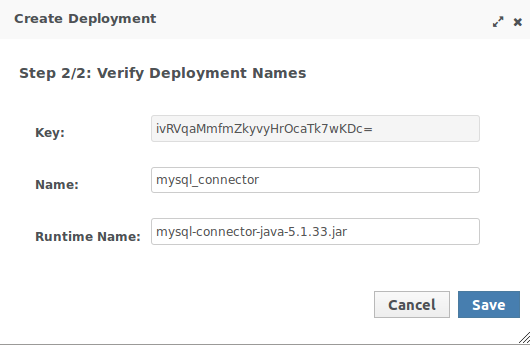 Create Deployment
Step 2/2: Verify Deployment Names
Key: ivRVqaMmfmZkyvyHrOcaTk7wKDc=
Name: mysql_connector
Runtime Name: mysql-connector-java-5.1.33.jar
Cancel Save